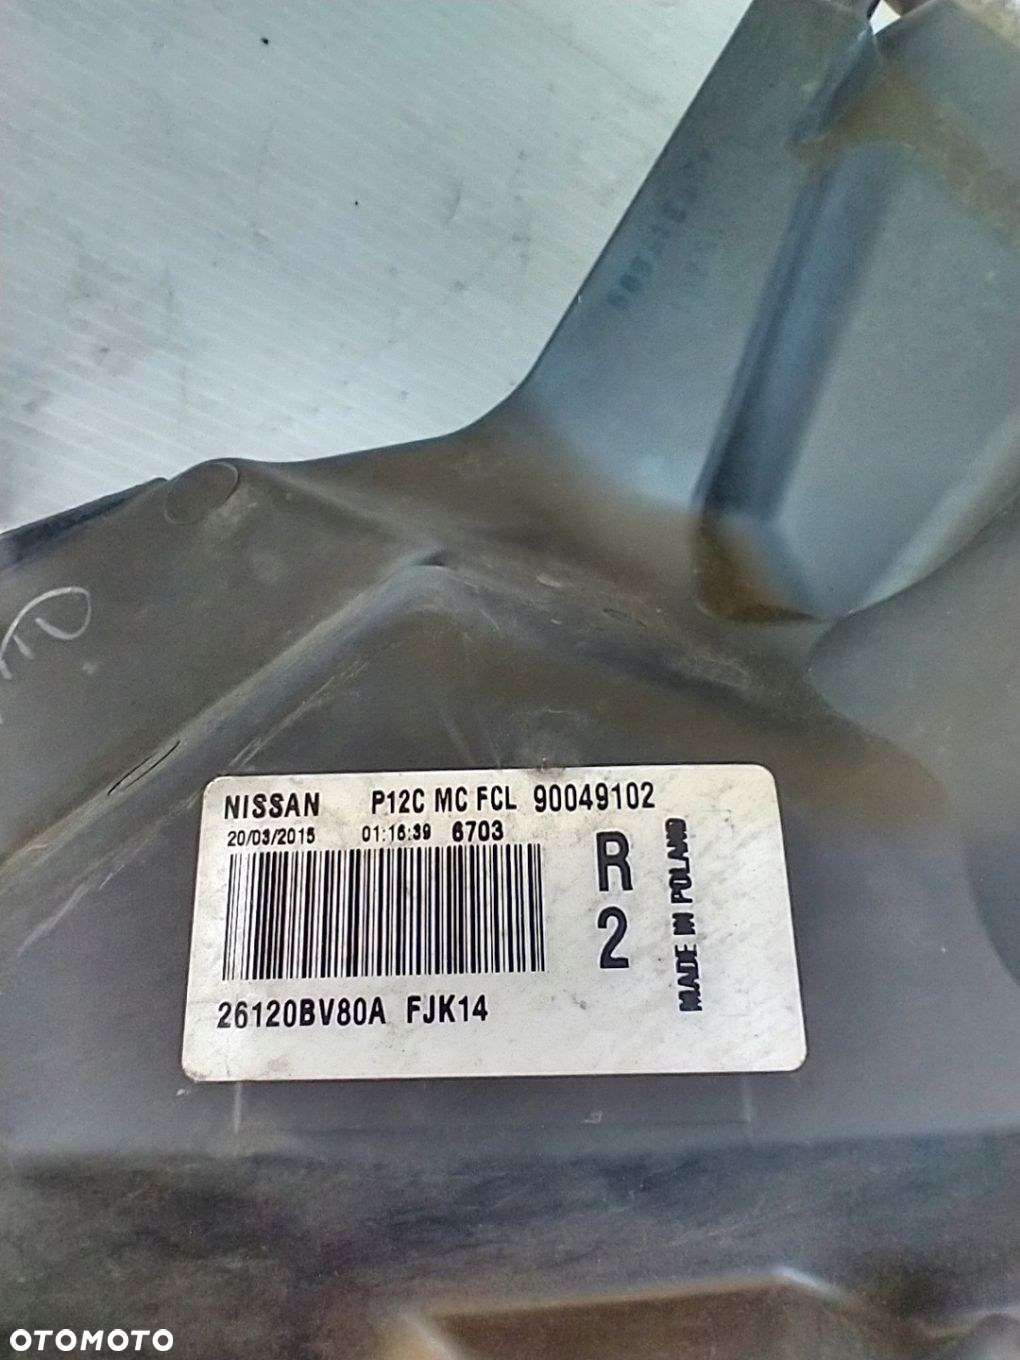 NISSAN P12C MC FCL 90049102
20/03/2015 01:16:39 6703
R
2
MADE IN POLAND
26120BV80A FJK14
OTOMOTO